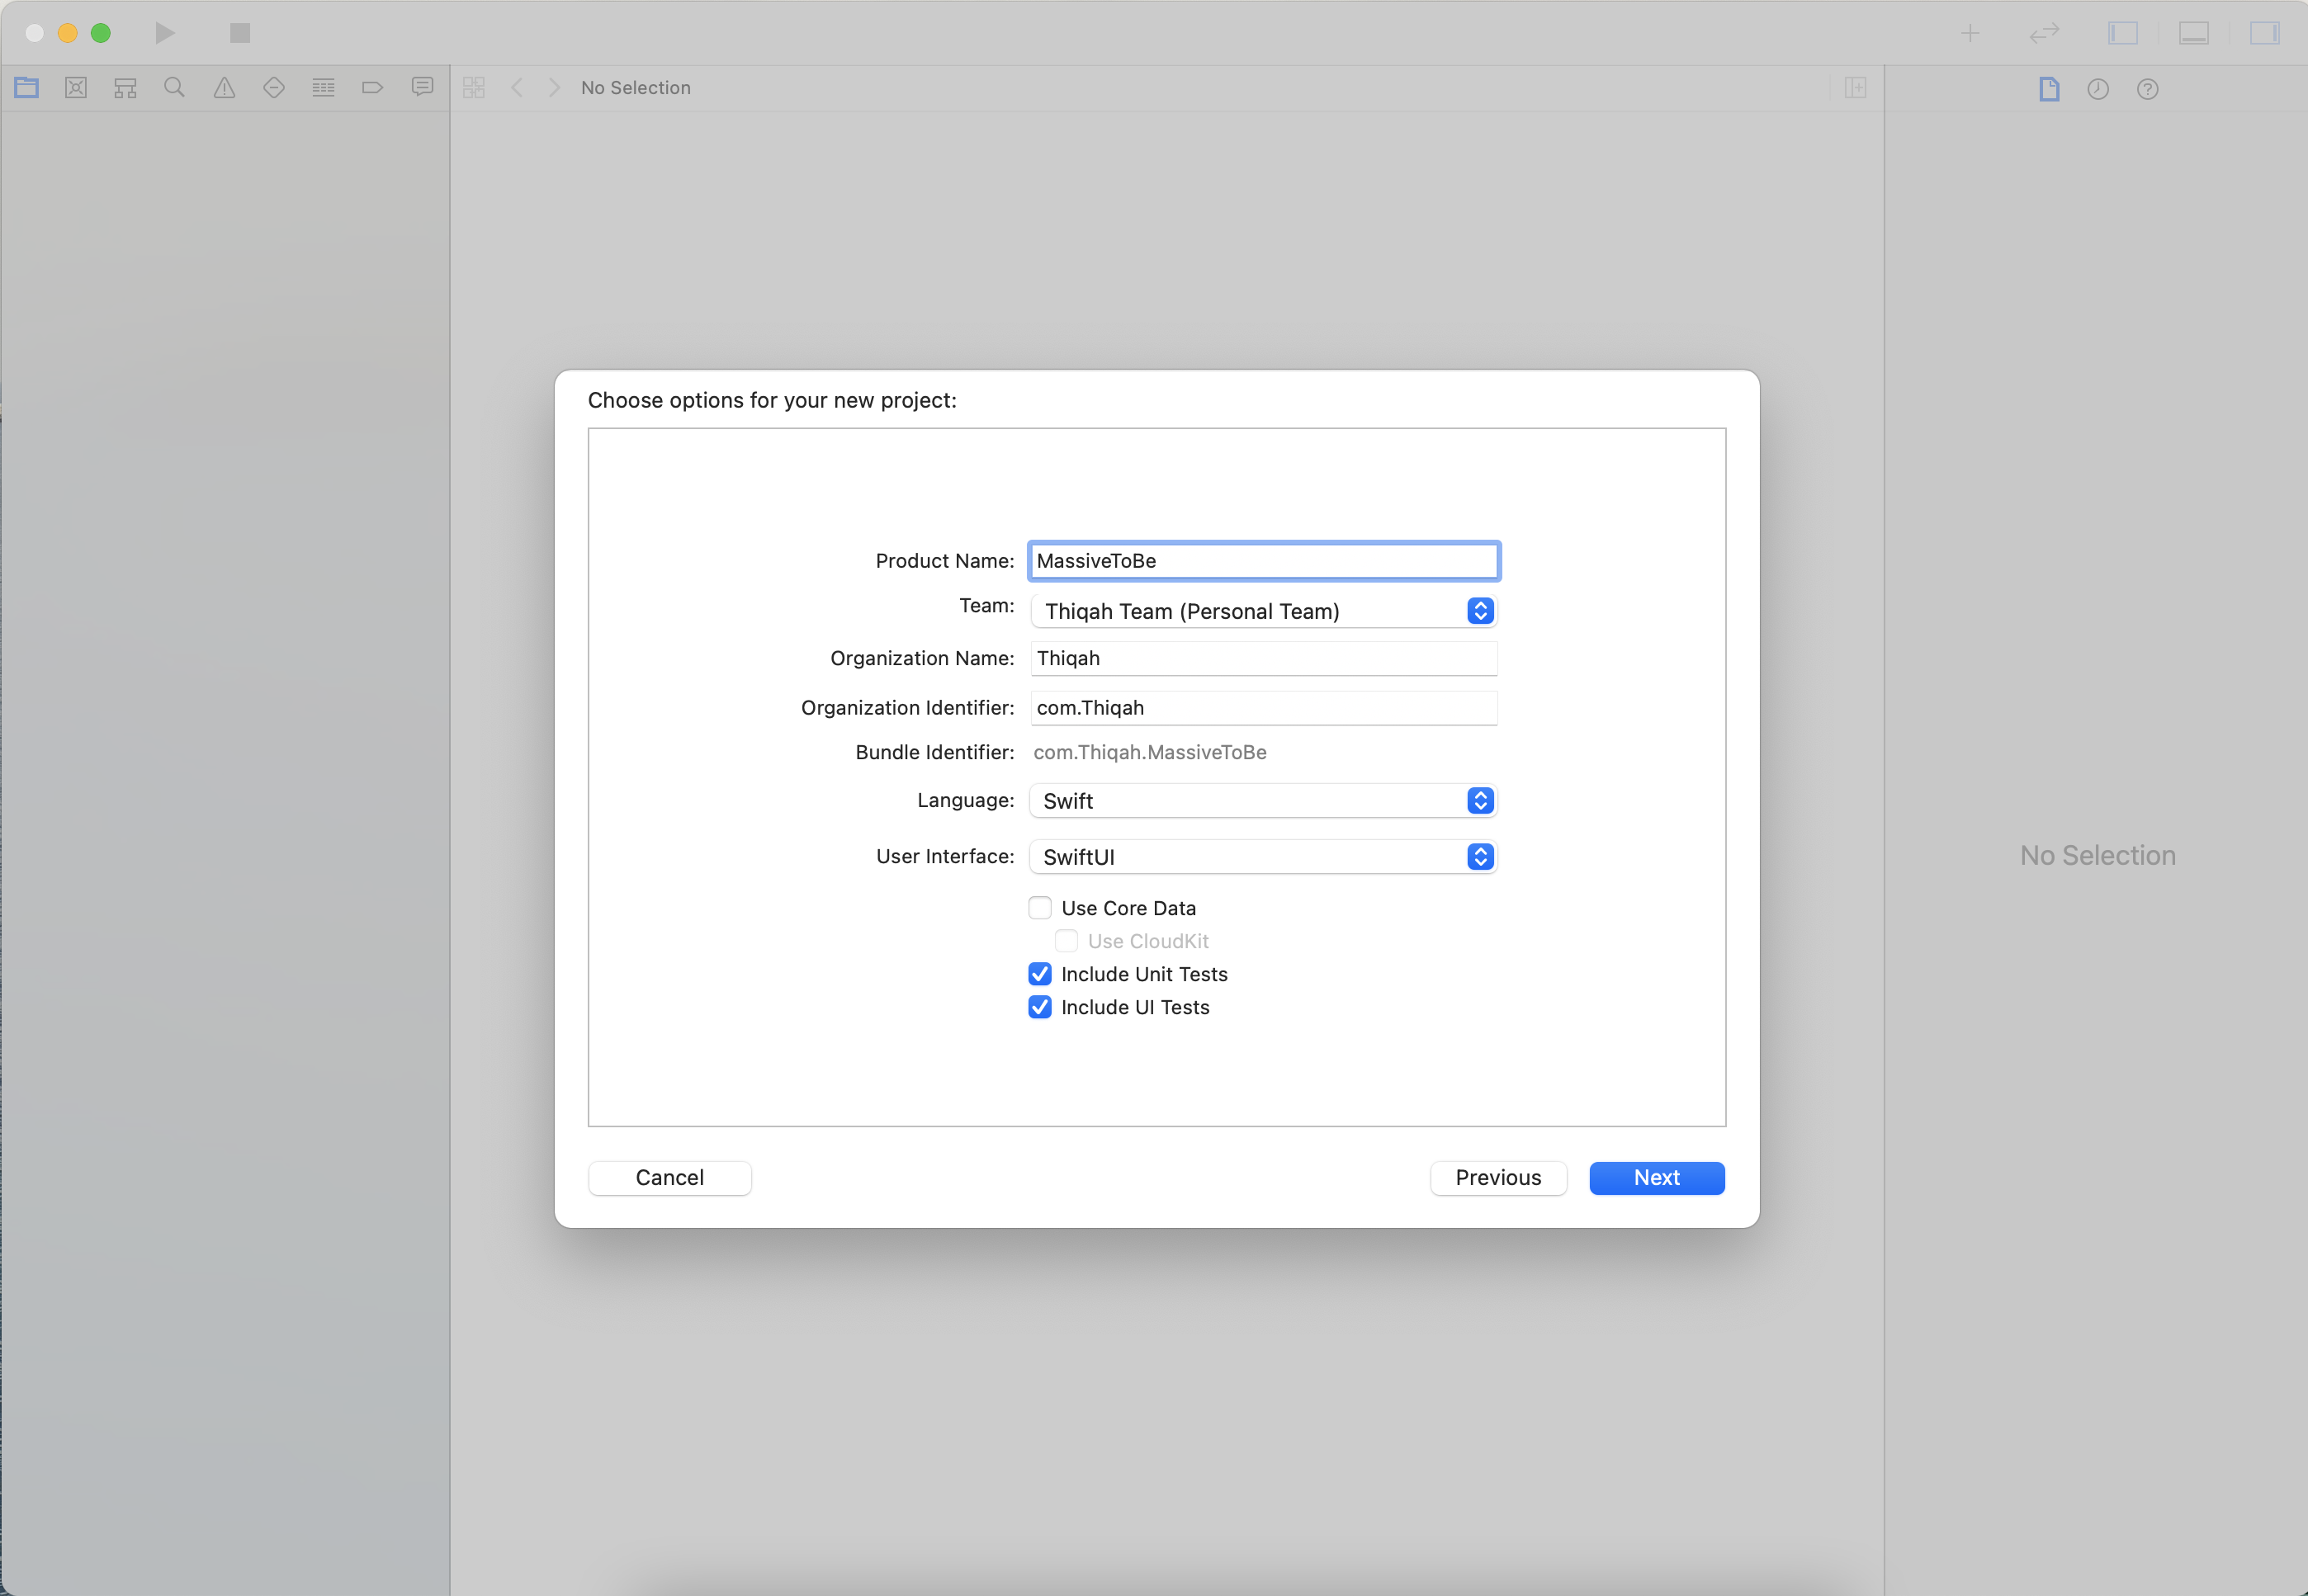 No Selection
Choose options for your new project:
Product Name: MassiveToBe
Team: Thiqah Team (Personal Team)
Organization Name: Thiqah
Organization Identifier: com.Thiqah
Bundle Identifier: com.Thiqah.MassiveToBe
Language: Swift
User Interface: SwiftUI
Use Core Data
Use CloudKit
Include Unit Tests
Include UI Tests
Cancel Previous Next
No Selection